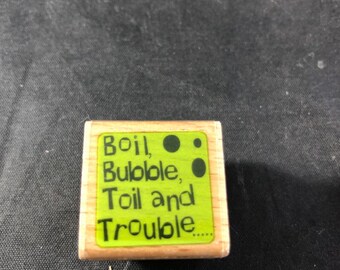 Boil,
Bubble,
Toil and
Trouble.....